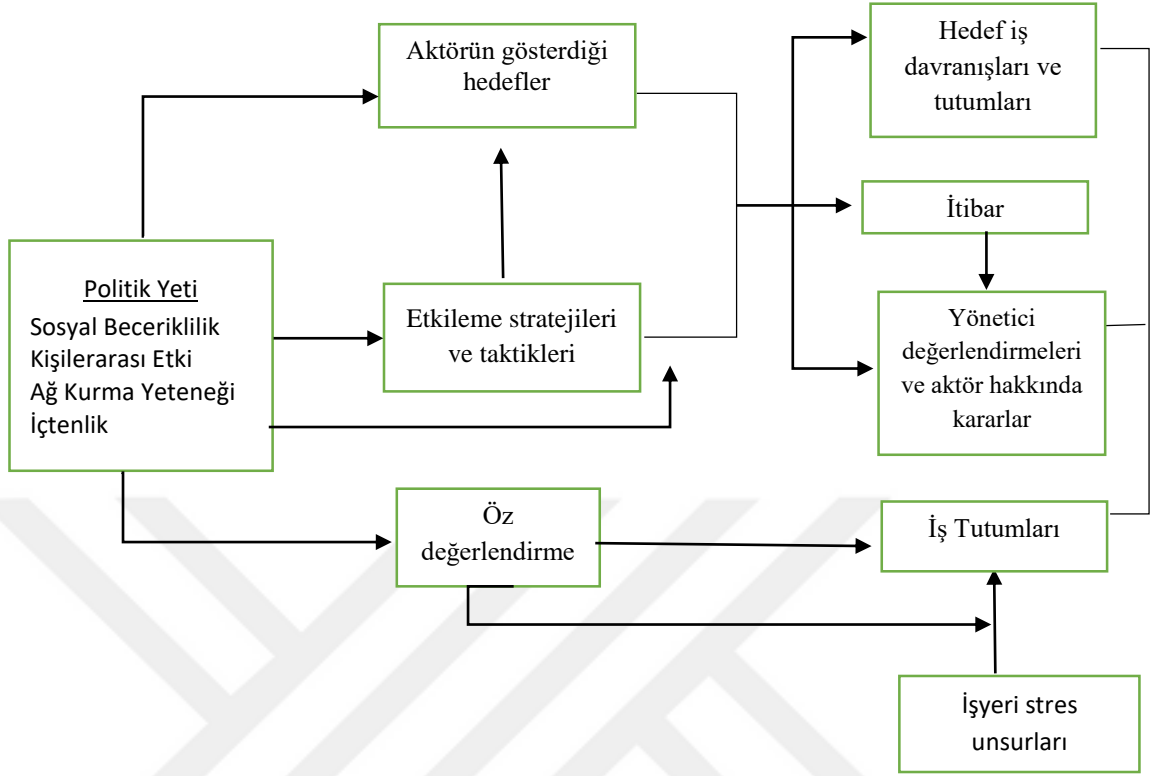 Aktörün gösterdiği
hedefler
Hedef iş
davranışları ve
tutumları
İtibar
Politik Yeti
Sosyal Beceriklilik
Kişilerarası Etki
Ağ Kurma Yeteneği
İçtenlik
Etkileme stratejileri
ve taktikleri
Yönetici
değerlendirmeleri
ve aktör hakkında
kararlar
Öz
değerlendirme
İş Tutumları
İşyeri stres
unsurları